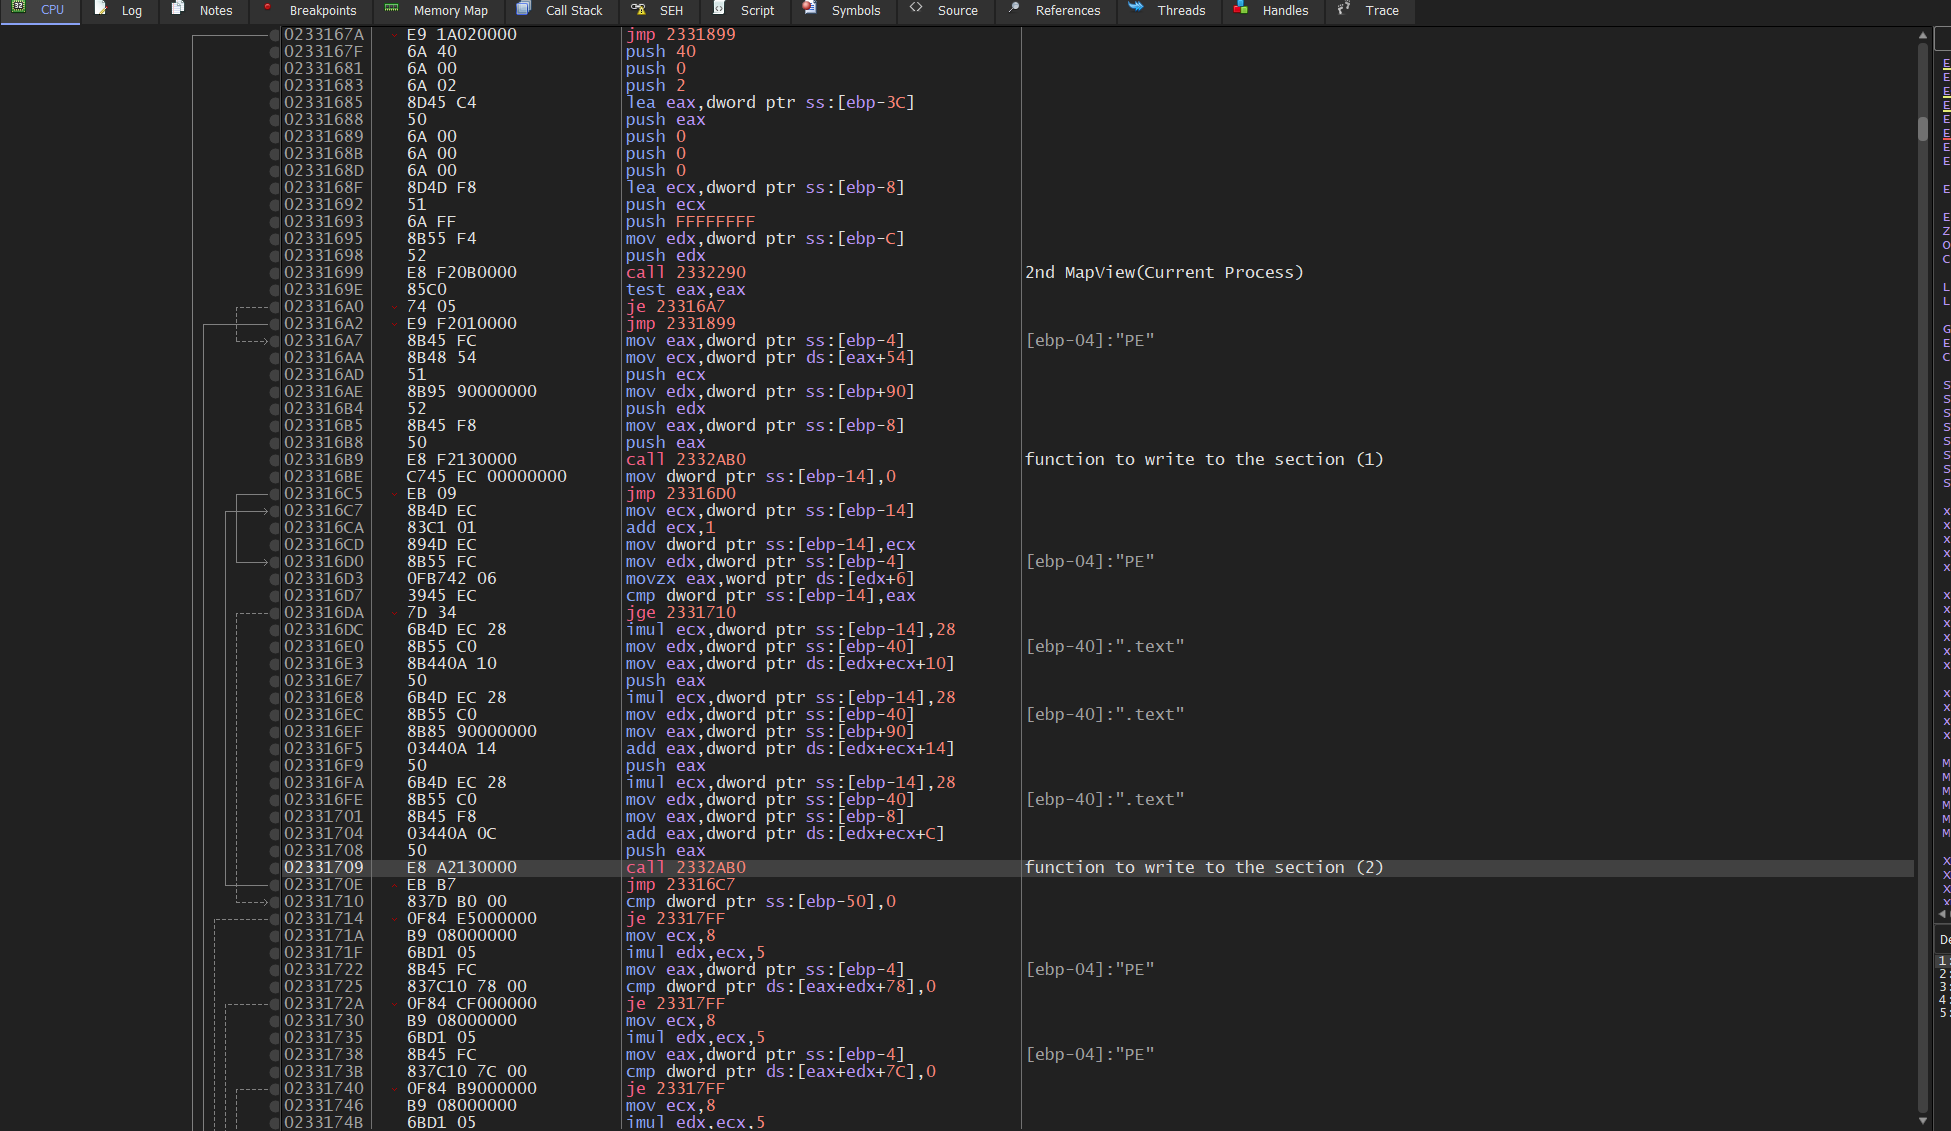 CPU Log Notes Breakpoints Memory Map Call Stack SEH Script Symbols Source References Threads Handles Trace
0233167A E9 1A020000 jmp 2331899
0233167F 6A 40 push 40
02331681 6A 00 push 0
02331683 6A 02 push 2
02331685 8D45 C4 lea eax,dword ptr ss:[ebp-3C]
02331688 50 push eax
02331689 6A 00 push 0
0233168B 6A 00 push 0
0233168D 6A 00 push 0
0233168F 8D4D F8 lea ecx,dword ptr ss:[ebp-8]
02331692 51 push ecx
02331693 6A FF push FFFFFFFF
02331695 8B55 F4 mov edx,dword ptr ss:[ebp-C]
02331698 52 push edx
02331699 E8 F20B0000 call 2332290 2nd MapView(Current Process)
0233169E 85C0 test eax,eax
023316A0 74 05 je 23316A7
023316A2 E9 F2010000 jmp 2331899
023316A7 8B45 FC mov eax,dword ptr ss:[ebp-4] [ebp-04]:"PE"
023316AA 8B48 54 mov ecx,dword ptr ds:[eax+54]
023316AD 51 push ecx
023316AE 8B95 90000000 mov edx,dword ptr ss:[ebp+90]
023316B4 52 push edx
023316B5 8B45 F8 mov eax,dword ptr ss:[ebp-8]
023316B8 50 push eax
023316B9 E8 F2130000 call 2332AB0 function to write to the section (1)
023316BE C745 EC 00000000 mov dword ptr ss:[ebp-14],0
023316C5 EB 09 jmp 23316D0
023316C7 8B4D EC mov ecx,dword ptr ss:[ebp-14]
023316CA 83C1 01 add ecx,1
023316CD 894D EC mov dword ptr ss:[ebp-14],ecx
023316D0 8B55 FC mov edx,dword ptr ss:[ebp-4] [ebp-04]:"PE"
023316D3 0FB742 06 movzx eax,word ptr ds:[edx+6]
023316D7 3945 EC cmp dword ptr ss:[ebp-14],eax
023316DA 7D 34 jge 2331710
023316DC 6B4D EC 28 imul ecx,dword ptr ss:[ebp-14],28
023316E0 8B55 C0 mov edx,dword ptr ss:[ebp-40] [ebp-40]:".text"
023316E3 8B440A 10 mov eax,dword ptr ds:[edx+ecx+10]
023316E7 50 push eax
023316E8 6B4D EC 28 imul ecx,dword ptr ss:[ebp-14],28
023316EC 8B55 C0 mov edx,dword ptr ss:[ebp-40] [ebp-40]:".text"
023316EF 8B85 90000000 mov eax,dword ptr ss:[ebp+90]
023316F5 03440A 14 add eax,dword ptr ds:[edx+ecx+14]
023316F9 50 push eax
023316FA 6B4D EC 28 imul ecx,dword ptr ss:[ebp-14],28
023316FE 8B55 C0 mov edx,dword ptr ss:[ebp-40] [ebp-40]:".text"
02331701 8B45 F8 mov eax,dword ptr ss:[ebp-8]
02331704 03440A 0C add eax,dword ptr ds:[edx+ecx+C]
02331708 50 push eax
02331709 E8 A2130000 call 2332AB0 function to write to the section (2)
0233170E EB B7 jmp 23316C7
02331710 837D B0 00 cmp dword ptr ss:[ebp-50],0
02331714 0F84 E5000000 je 23317FF
0233171A B9 08000000 mov ecx,8
0233171F 6BD1 05 imul edx,ecx,5
02331722 8B45 FC mov eax,dword ptr ss:[ebp-4] [ebp-04]:"PE"
02331725 837C10 78 00 cmp dword ptr ds:[eax+edx+78],0
0233172A 0F84 CF000000 je 23317FF
02331730 B9 08000000 mov ecx,8
02331735 6BD1 05 imul edx,ecx,5
02331738 8B45 FC mov eax,dword ptr ss:[ebp-4] [ebp-04]:"PE"
0233173B 837C10 7C 00 cmp dword ptr ds:[eax+edx+7C],0
02331740 0F84 B9000000 je 23317FF
02331746 B9 08000000 mov ecx,8
0233174B 6BD1 05 imul edx,ecx,5